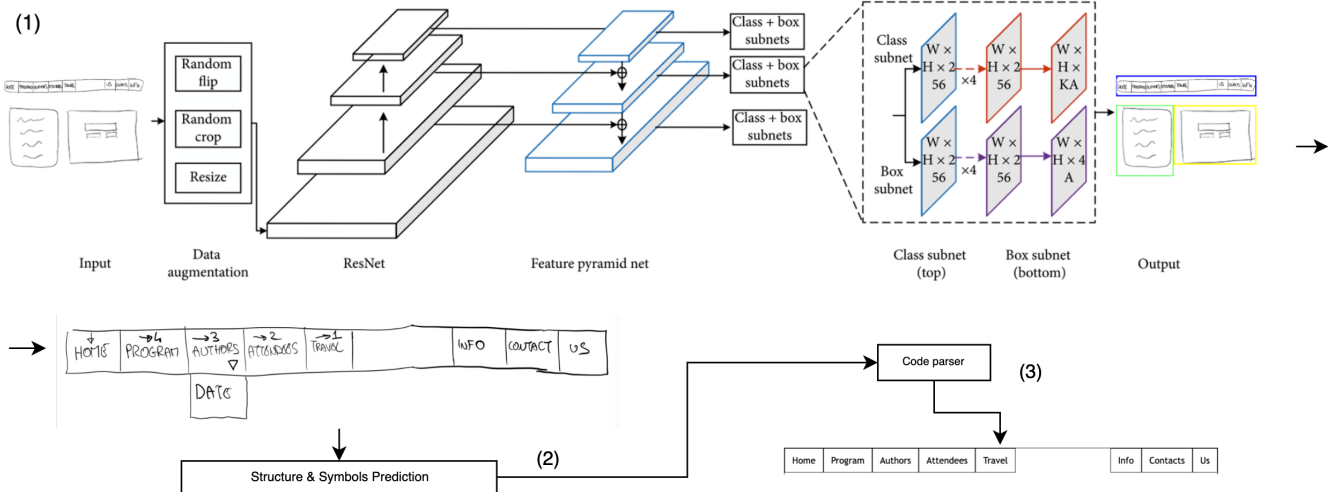 (1)
Random
flip
Random
crop
Resize
Class + box
subnets
Class + box
subnets
Class + box
subnets
Class
subnet
W ×
H × 2
56
×4
W ×
H × 2
56
W ×
H ×
KA
Box
subnet
W ×
H × 2
56
×4
W ×
H × 2
56
W ×
H × 4
A
Input
Data
augmentation
ResNet
Feature pyramid net
Class subnet
(top)
Box subnet
(bottom)
Output
→4 →3 →2 →1
HOME PROGRAM AUTHORS ATTENDEES TRAVEL INFO CONTACT US
DATE
Structure & Symbols Prediction
(2)
Code parser
(3)
Home Program Authors Attendees Travel Info Contacts Us